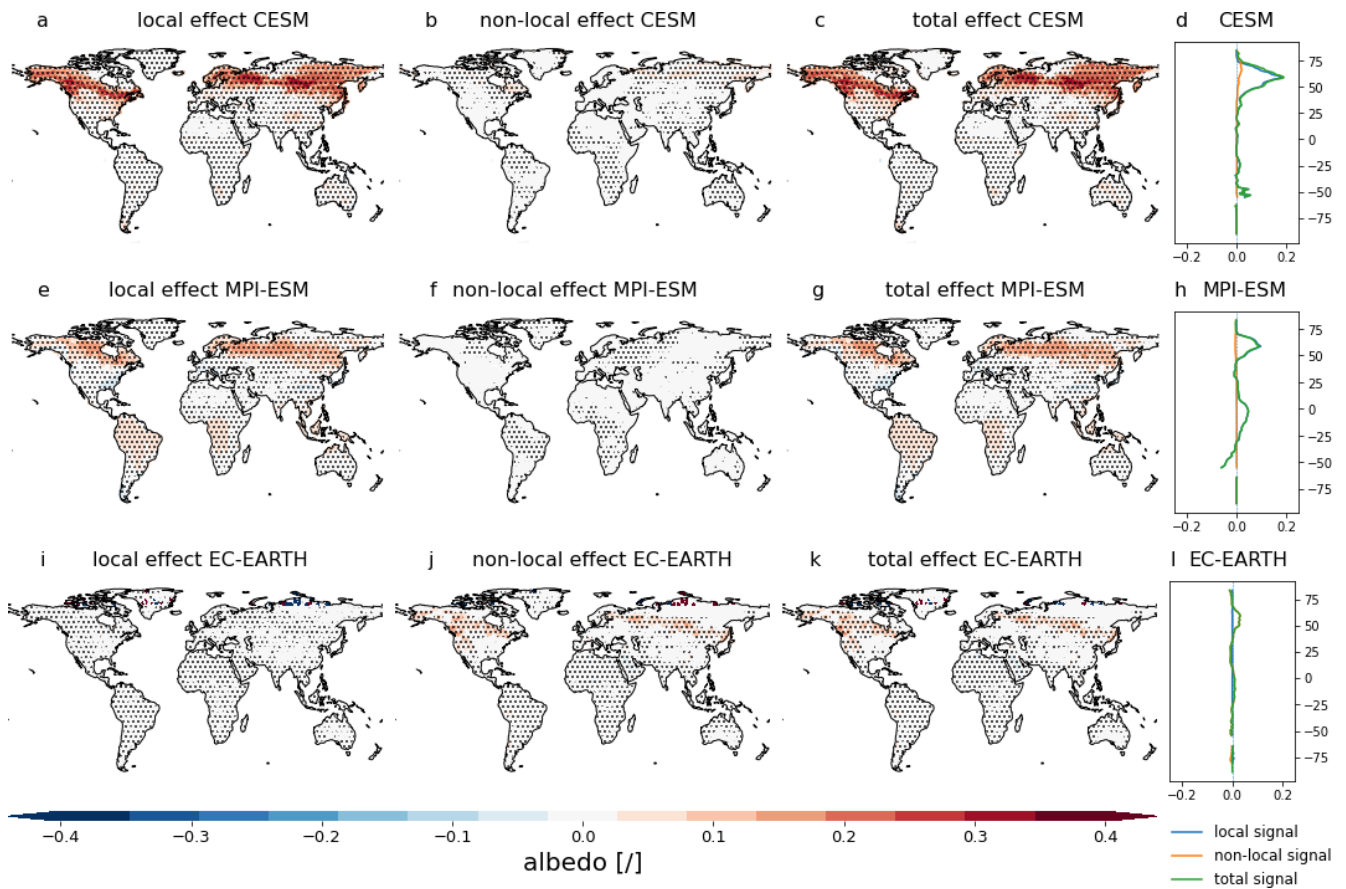 a local effect CESM b non-local effect CESM c total effect CESM d CESM
75
50
25
0
−25
−50
−75
−0.2 0.0 0.2
e local effect MPI-ESM f non-local effect MPI-ESM g total effect MPI-ESM h MPI-ESM
75
50
25
0
−25
−50
−75
−0.2 0.0 0.2
i local effect EC-EARTH j non-local effect EC-EARTH k total effect EC-EARTH l EC-EARTH
75
50
25
0
−25
−50
−75
−0.2 0.0 0.2
−0.4 −0.3 −0.2 −0.1 0.0 0.1 0.2 0.3 0.4
albedo [/]
local signal
non-local signal
total signal